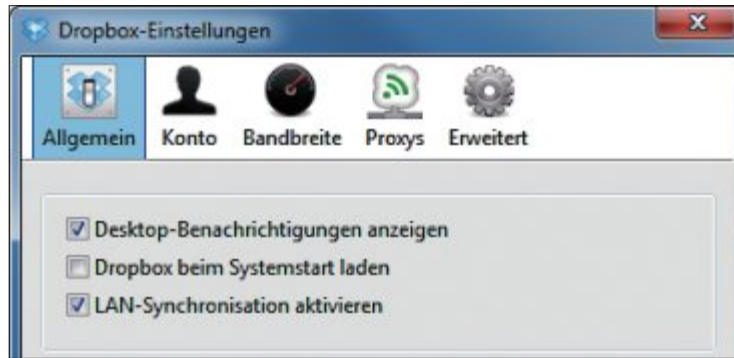 Dropbox-Einstellungen
Allgemein Konto Bandbreite Proxys Erweitert
Desktop-Benachrichtigungen anzeigen
Dropbox beim Systemstart laden
LAN-Synchronisation aktivieren